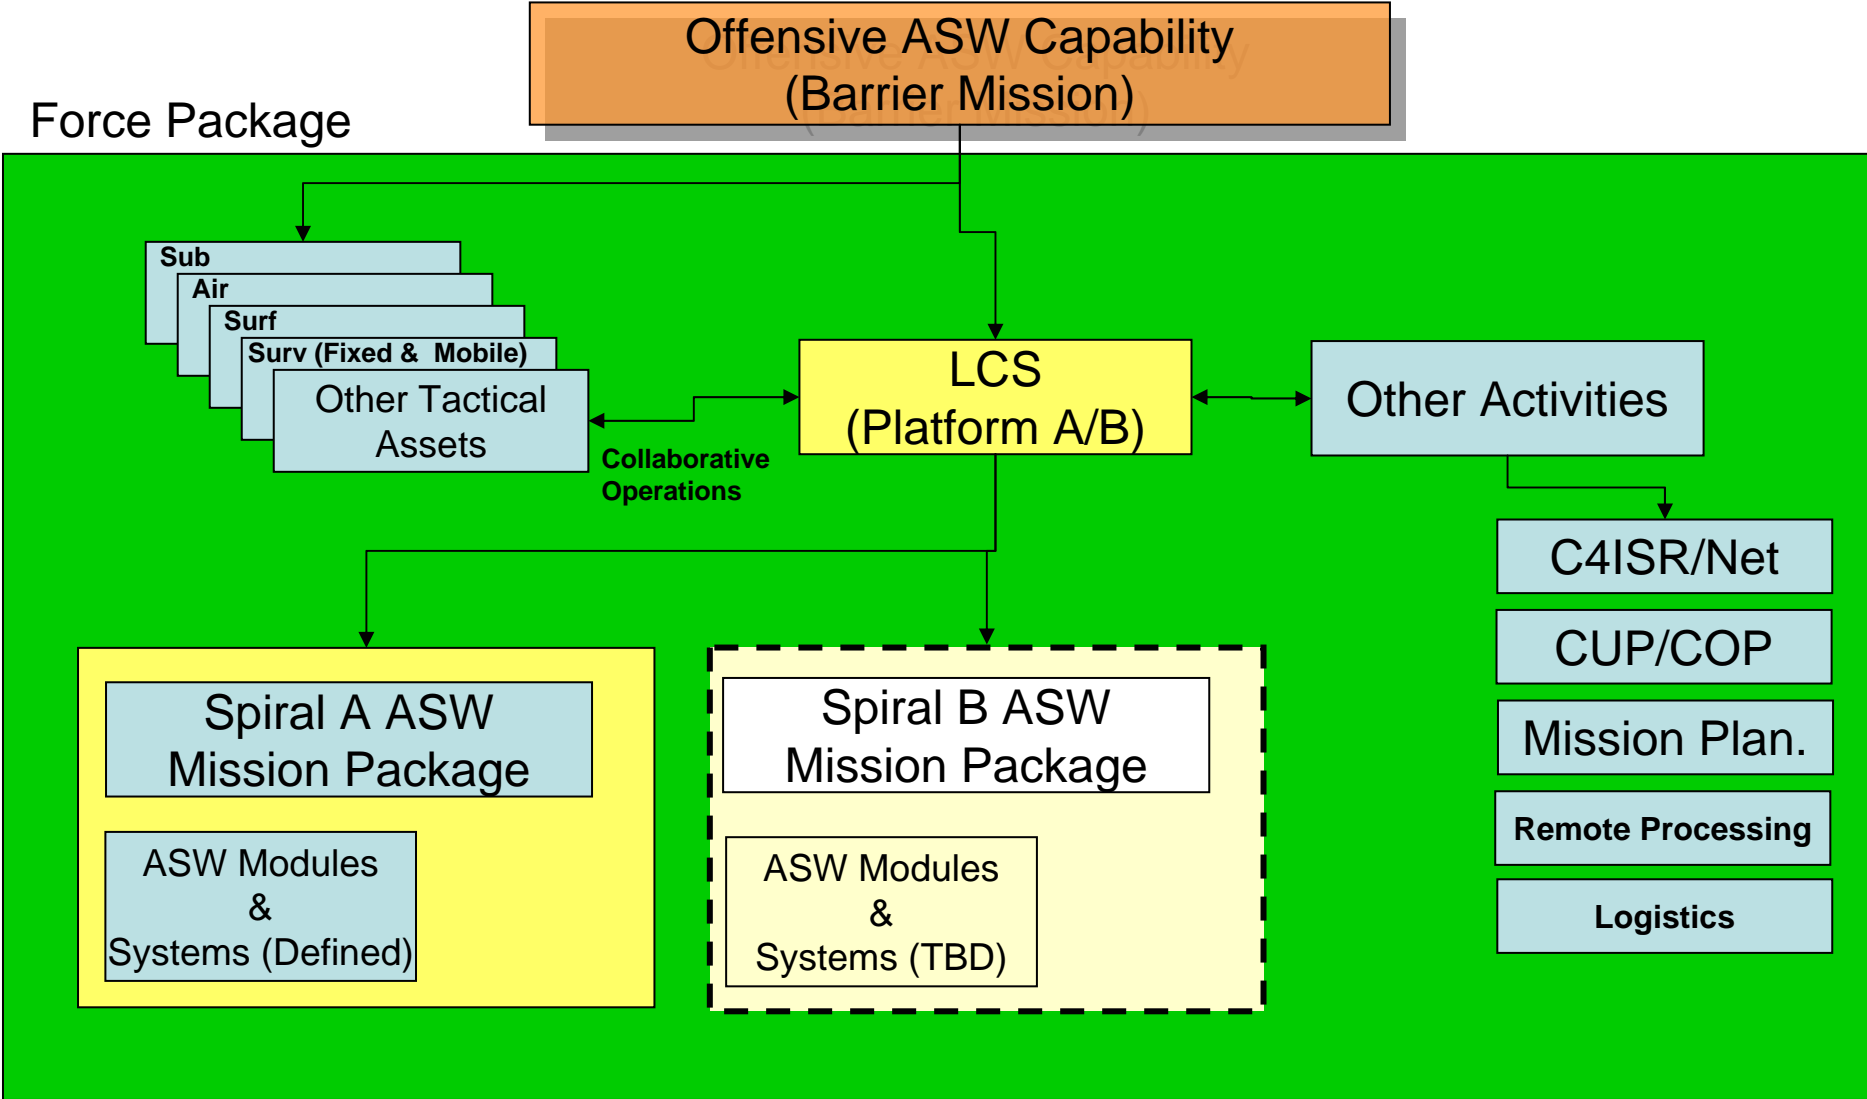 Offensive ASW Capability
(Barrier Mission)
Force Package
Sub
Air
Surf
Surv (Fixed & Mobile)
Other Tactical
Assets
Collaborative
Operations
LCS
(Platform A/B)
Other Activities
C4ISR/Net
CUP/COP
Mission Plan.
Remote Processing
Logistics
Spiral A ASW
Mission Package
ASW Modules
&
Systems (Defined)
Spiral B ASW
Mission Package
ASW Modules
&
Systems (TBD)